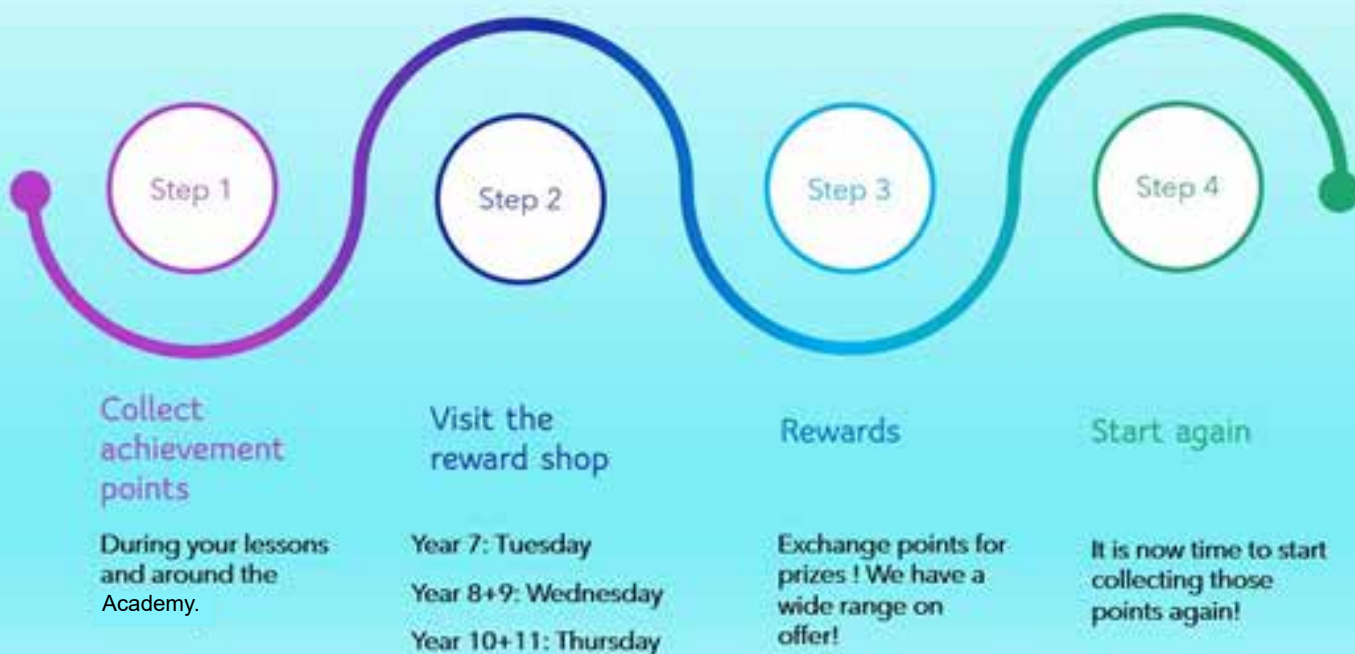 Step 1
Step 2
Step 3
Step 4
Collect
achievement
points
Visit the
reward shop
Rewards
Start again
During your lessons
and around the
Academy.
Year 7: Tuesday
Year 8+9: Wednesday
Year 10+11: Thursday
Exchange points for
prizes ! We have a
wide range on
offer!
It is now time to start
collecting those
points again!